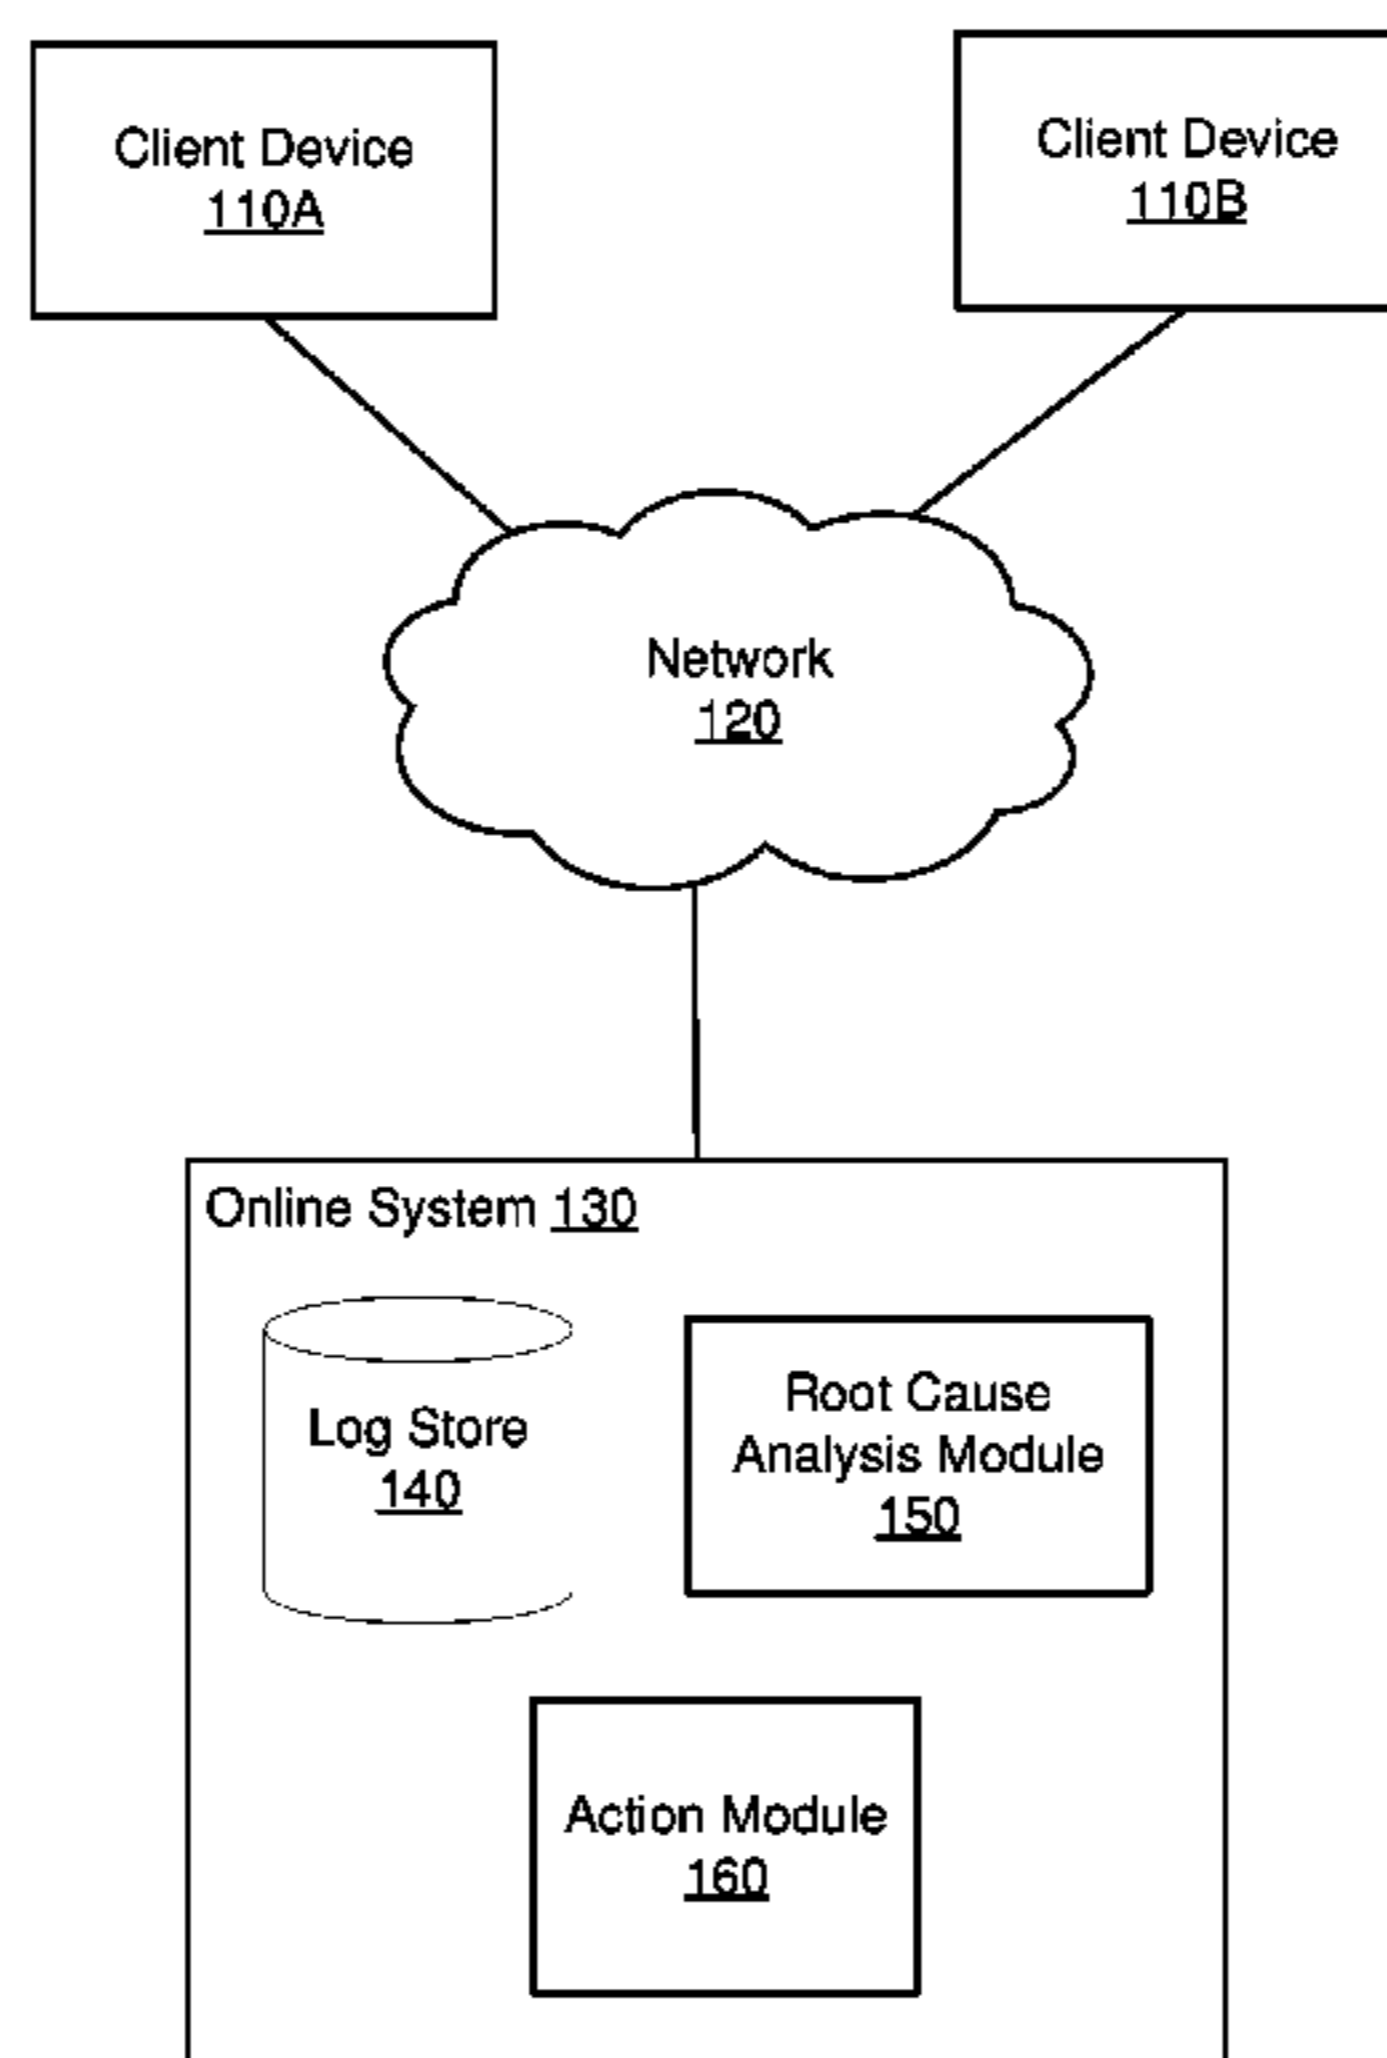 Client Device
110A
Client Device
110B
Network
120
Online System 130
Log Store
140
Root Cause
Analysis Module
150
Action Module
160